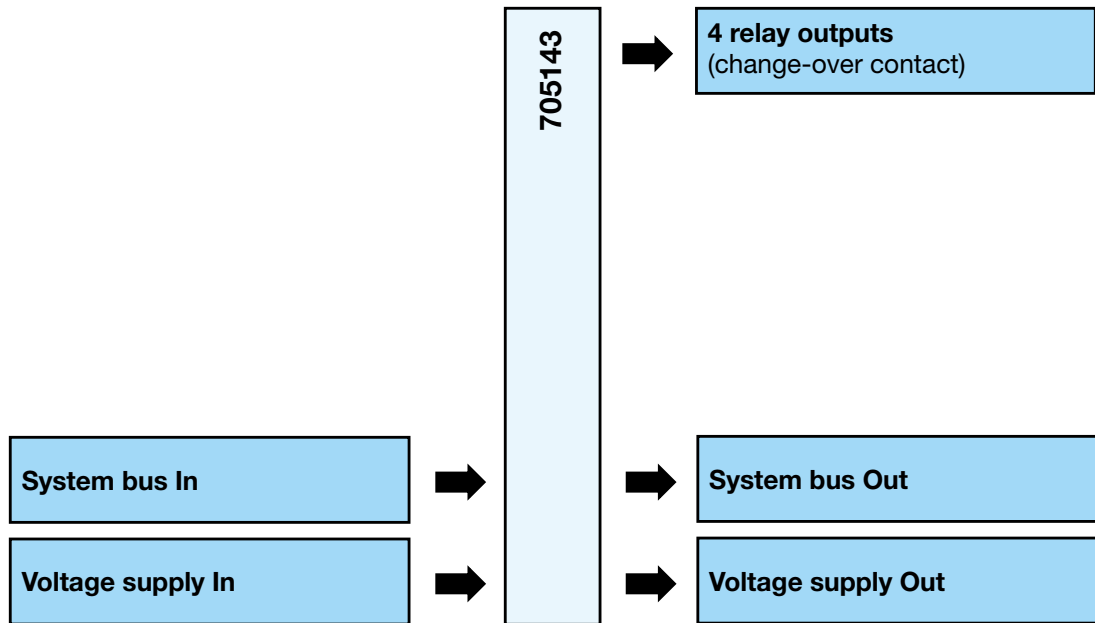 705143
4 relay outputs
(change-over contact)
System bus In
System bus Out
Voltage supply In
Voltage supply Out